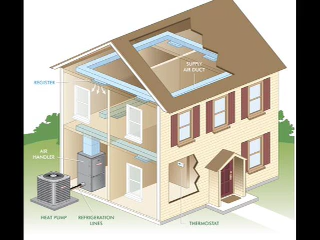 SUPPLY
AIR DUCT
REGISTER
AIR
HANDLER
HEAT PUMP
REFRIGERATION
LINES
THERMOSTAT